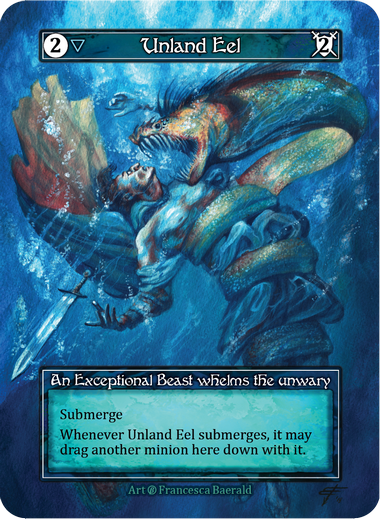 2 Unland Eel 2
An Exceptional Beast whelms the unwary
Submerge
Whenever Unland Eel submerges, it may
drag another minion here down with it.
Art @ Francesca Baerald